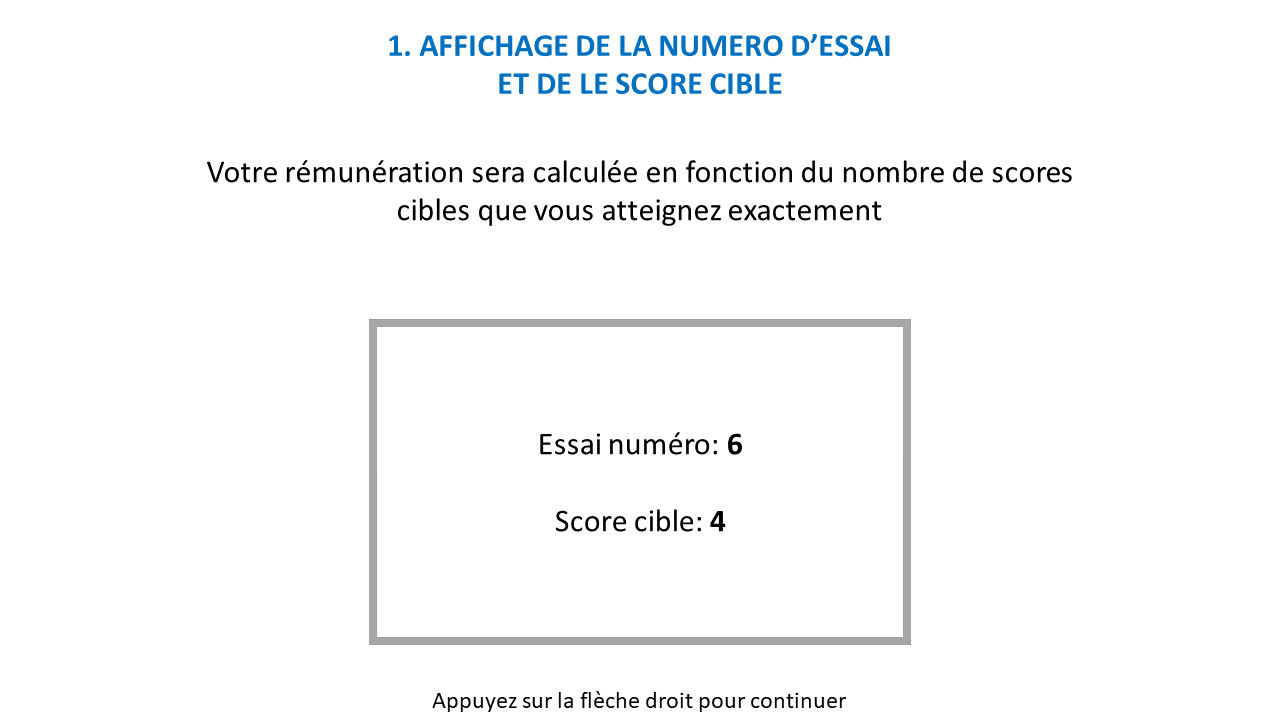 1. AFFICHAGE DE LA NUMERO D’ESSAI
ET DE LE SCORE CIBLE
Votre rémunération sera calculée en fonction du nombre de scores
cibles que vous atteignez exactement
Essai numéro: 6
Score cible: 4
Appuyez sur la flèche droit pour continuer